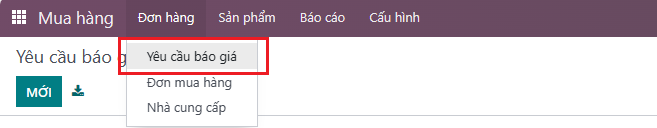 Mua hàng Đơn hàng Sản phẩm Báo cáo Cấu hình
Yêu cầu báo g
Yêu cầu báo giá
MỚI
Đơn mua hàng
Nhà cung cấp